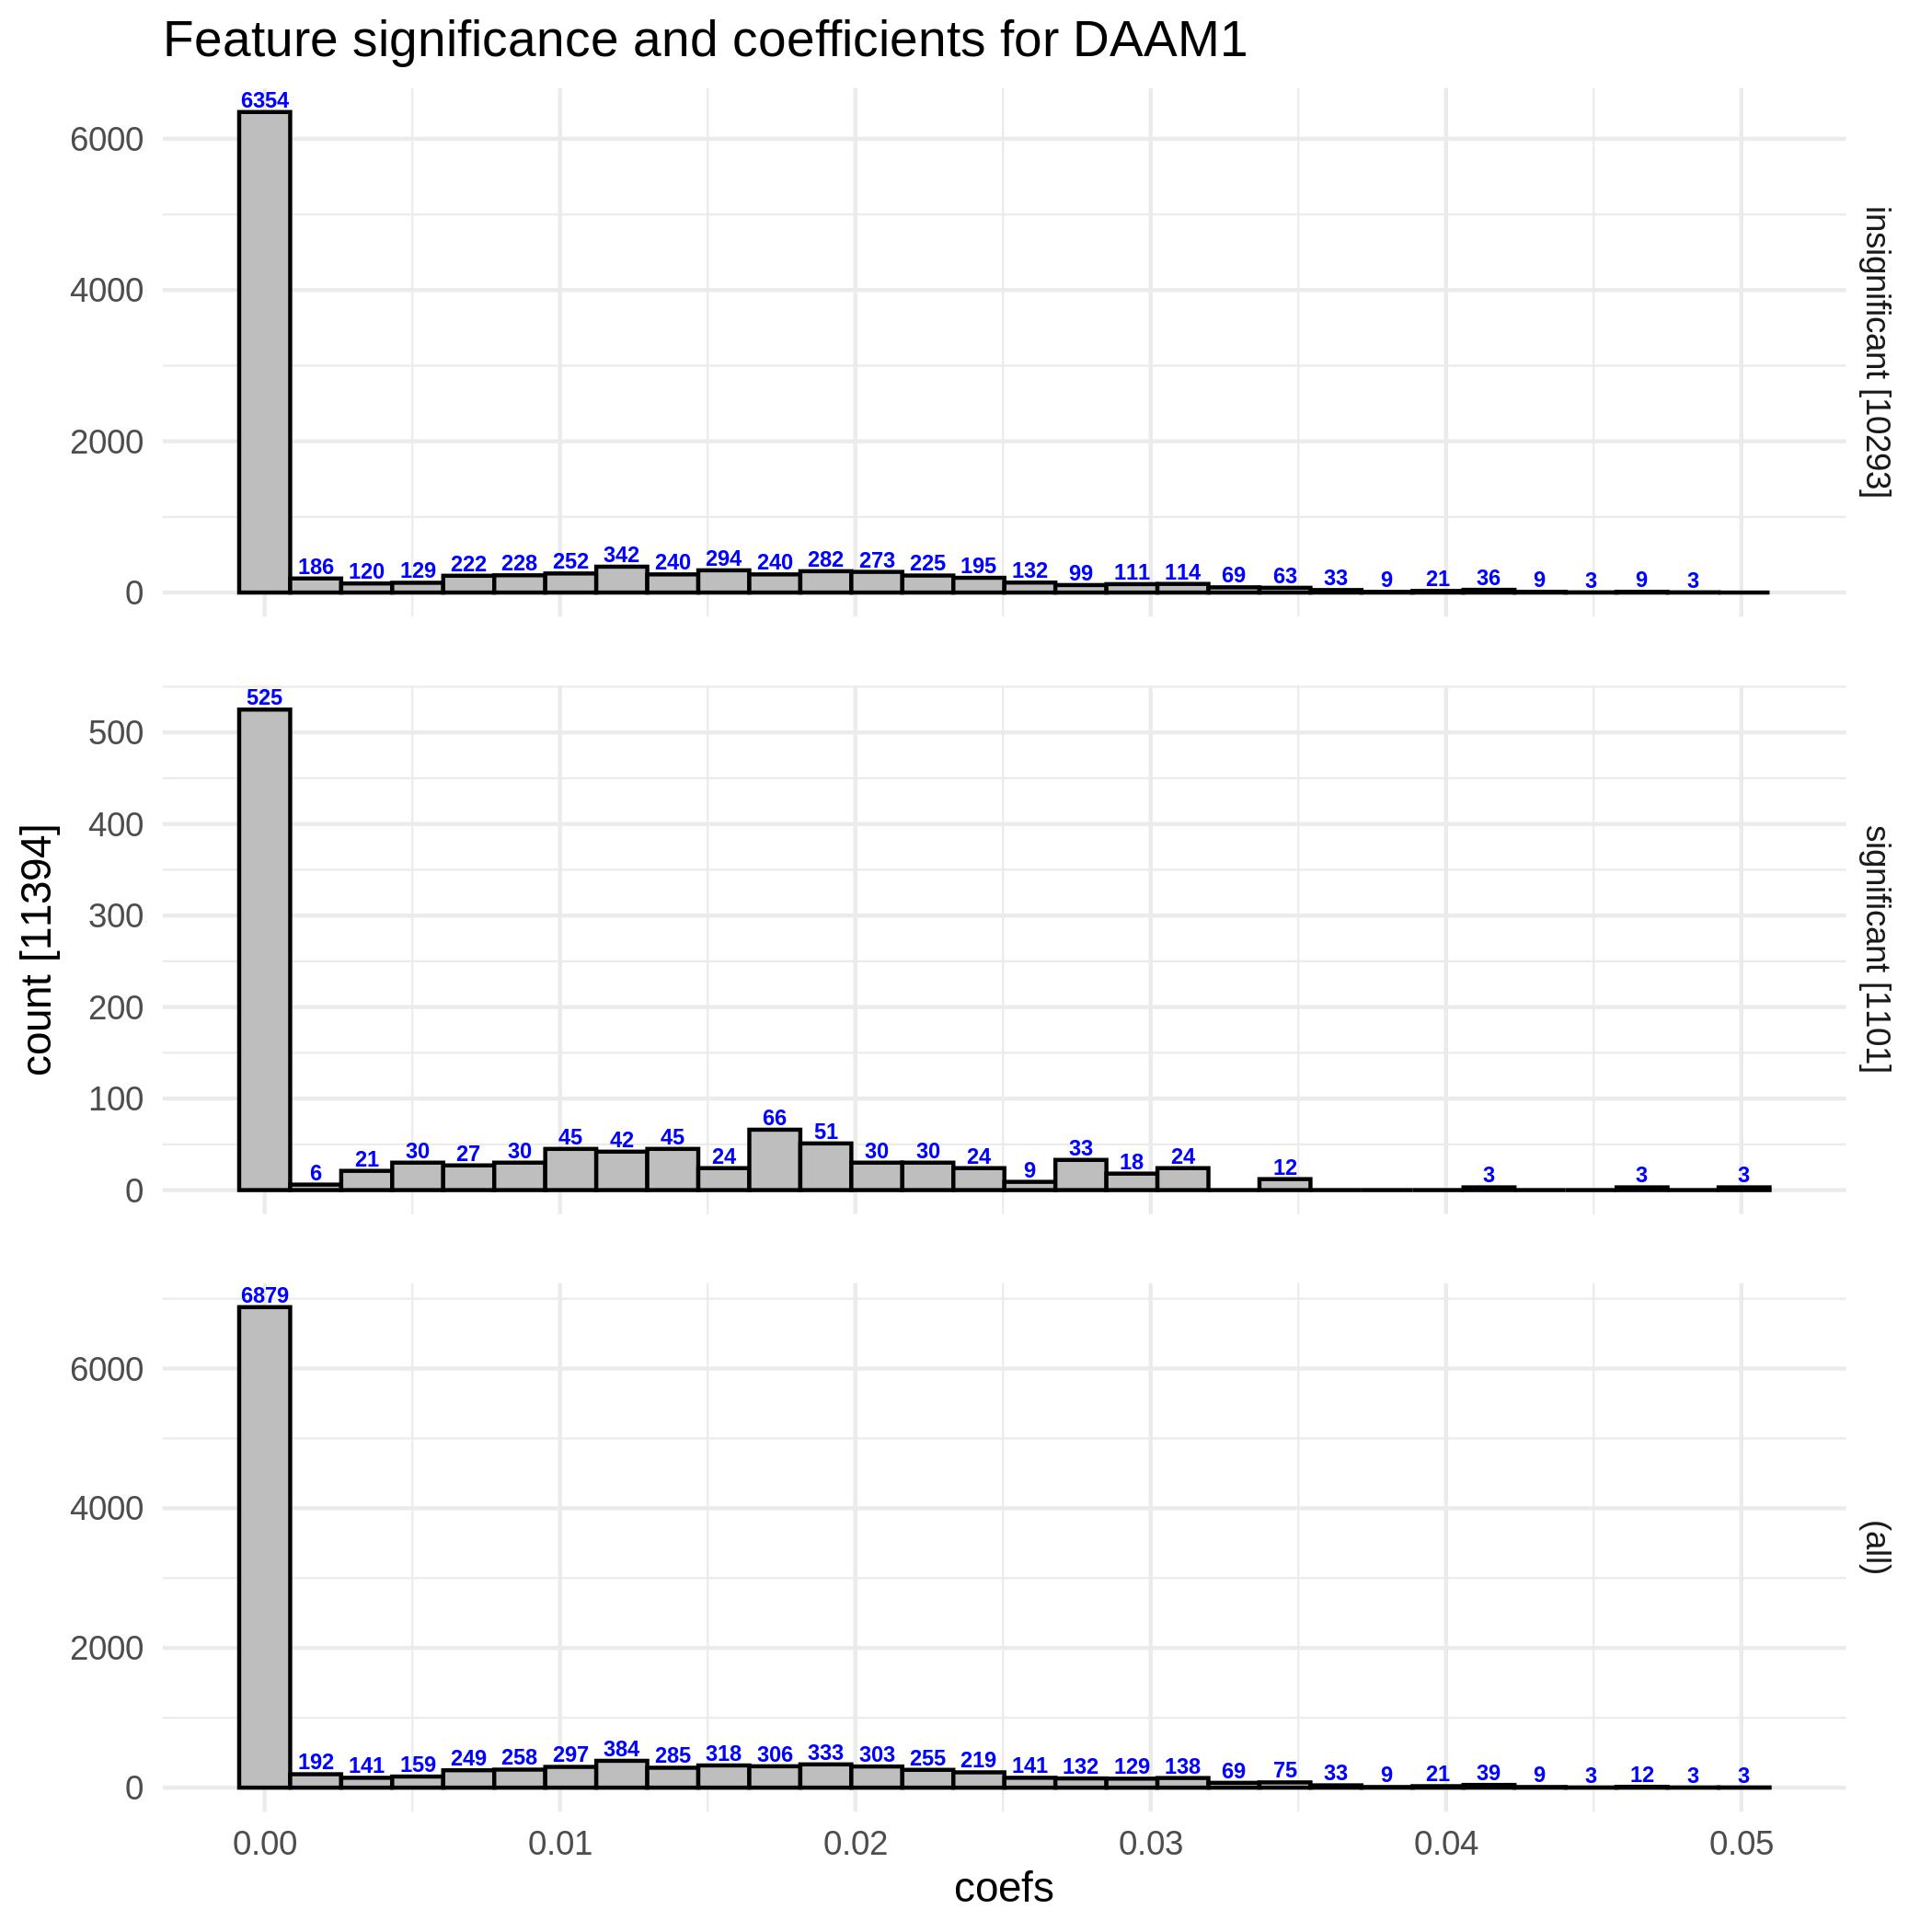 Feature significance and coefficients for DAAM1
6354
6000
4000
2000
0
186 120 129 222 228 252 342 240 294 240 282 273 225 195 132 99 111 114 69 63 33 9 21 36 9 3 9 3
insignificant [10293]
525
500
400
300
200
100
0
6 21 30 27 30 45 42 45 24 66 51 30 30 24 9 33 18 24 12 3 3 3
significant [1101]
count [11394]
6879
6000
4000
2000
0
192 141 159 249 258 297 384 285 318 306 333 303 255 219 141 132 129 138 69 75 33 9 21 39 9 3 12 3 3
(all)
0.00 0.01 0.02 0.03 0.04 0.05
coefs